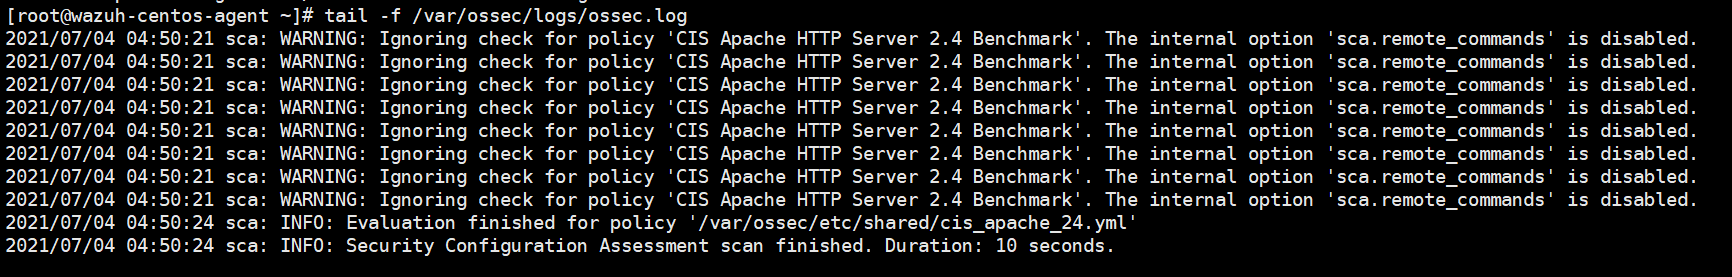 [root@wazuh-centos-agent ~]# tail -f /var/ossec/logs/ossec.log
2021/07/04 04:50:21 sca: WARNING: Ignoring check for policy 'CIS Apache HTTP Server 2.4 Benchmark'. The internal option 'sca.remote_commands' is disabled.
2021/07/04 04:50:21 sca: WARNING: Ignoring check for policy 'CIS Apache HTTP Server 2.4 Benchmark'. The internal option 'sca.remote_commands' is disabled.
2021/07/04 04:50:21 sca: WARNING: Ignoring check for policy 'CIS Apache HTTP Server 2.4 Benchmark'. The internal option 'sca.remote_commands' is disabled.
2021/07/04 04:50:21 sca: WARNING: Ignoring check for policy 'CIS Apache HTTP Server 2.4 Benchmark'. The internal option 'sca.remote_commands' is disabled.
2021/07/04 04:50:21 sca: WARNING: Ignoring check for policy 'CIS Apache HTTP Server 2.4 Benchmark'. The internal option 'sca.remote_commands' is disabled.
2021/07/04 04:50:21 sca: WARNING: Ignoring check for policy 'CIS Apache HTTP Server 2.4 Benchmark'. The internal option 'sca.remote_commands' is disabled.
2021/07/04 04:50:21 sca: WARNING: Ignoring check for policy 'CIS Apache HTTP Server 2.4 Benchmark'. The internal option 'sca.remote_commands' is disabled.
2021/07/04 04:50:21 sca: WARNING: Ignoring check for policy 'CIS Apache HTTP Server 2.4 Benchmark'. The internal option 'sca.remote_commands' is disabled.
2021/07/04 04:50:24 sca: INFO: Evaluation finished for policy '/var/ossec/etc/shared/cis_apache_24.yml'
2021/07/04 04:50:24 sca: INFO: Security Configuration Assessment scan finished. Duration: 10 seconds.